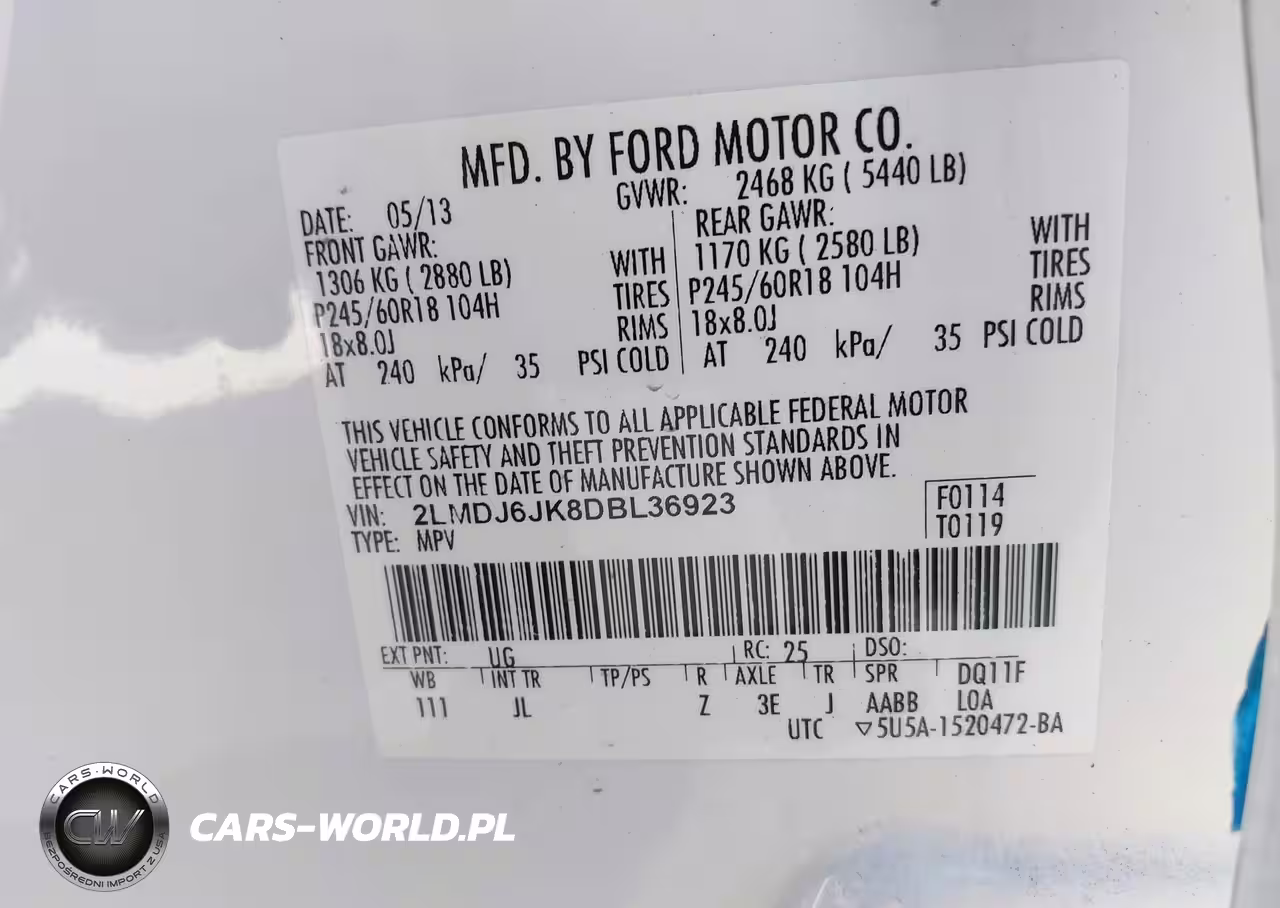 MFD. BY FORD MOTOR CO.
DATE: 05/13 GVWR: 2468 KG ( 5440 LB)
FRONT GAWR: REAR GAWR:
1306 KG ( 2880 LB) WITH 1170 KG ( 2580 LB) WITH
P245/60R18 104H TIRES P245/60R18 104H TIRES
18x8.0J RIMS 18x8.0J RIMS
AT 240 kPa/ 35 PSI COLD AT 240 kPa/ 35 PSI COLD
THIS VEHICLE CONFORMS TO ALL APPLICABLE FEDERAL MOTOR
VEHICLE SAFETY AND THEFT PREVENTION STANDARDS IN
EFFECT ON THE DATE OF MANUFACTURE SHOWN ABOVE.
VIN: 2LMDJ6JK8DBL36923 F0114
TYPE: MPV T0119
EXT PNT: UG RC: 25 DSO:
WB INT TR TP/PS R AXLE TR SPR DQ11F
111 JL Z 3E J AABB LOA
UTC ▽5U5A-1520472-BA
CARS-WORLD
CW
BEZPOŚREDNI IMPORT Z USA
CARS-WORLD.PL